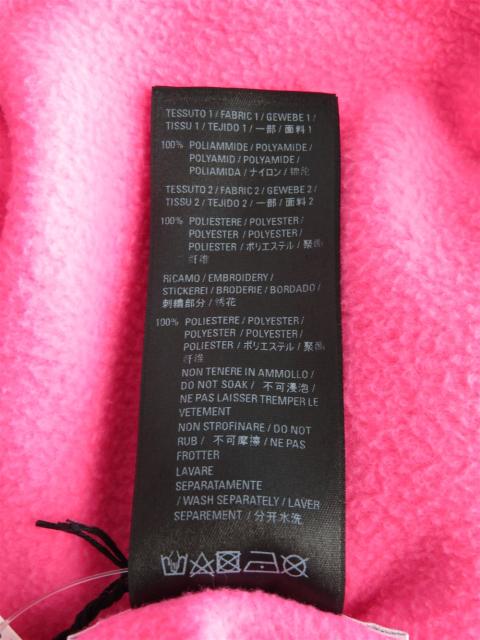 TESSUTO 1 / FABRIC 1 / GEWEBE 1 /
TISSU 1 / TEJIDO 1 / 一部 / 面料 1
100% POLIAMMIDE / POLYAMIDE /
POLYAMID / POLYAMIDE /
POLIAMIDA / ナイロン / 锦纶
TESSUTO 2 / FABRIC 2 / GEWEBE 2 /
TISSU 2 / TEJIDO 2 / 一部 / 面料 2
100% POLIESTERE / POLYESTER /
POLYESTER / POLYESTER /
POLIESTER / ポリエステル / 聚酯
纤维
RICAMO / EMBROIDERY /
STICKEREI / BRODERIE / BORDADO /
刺繍部分 / 绣花
100% POLIESTERE / POLYESTER /
POLYESTER / POLYESTER /
POLIESTER / ポリエステル / 聚酯
纤维
NON TENERE IN AMMOLLO /
DO NOT SOAK / 不可浸泡 /
NE PAS LAISSER TREMPER LE
VETEMENT
NON STROFINARE / DO NOT
RUB / 不可摩擦 / NE PAS
FROTTER
LAVARE
SEPARATAMENTE
/ WASH SEPARATELY / LAVER
SEPAREMENT / 分开水洗